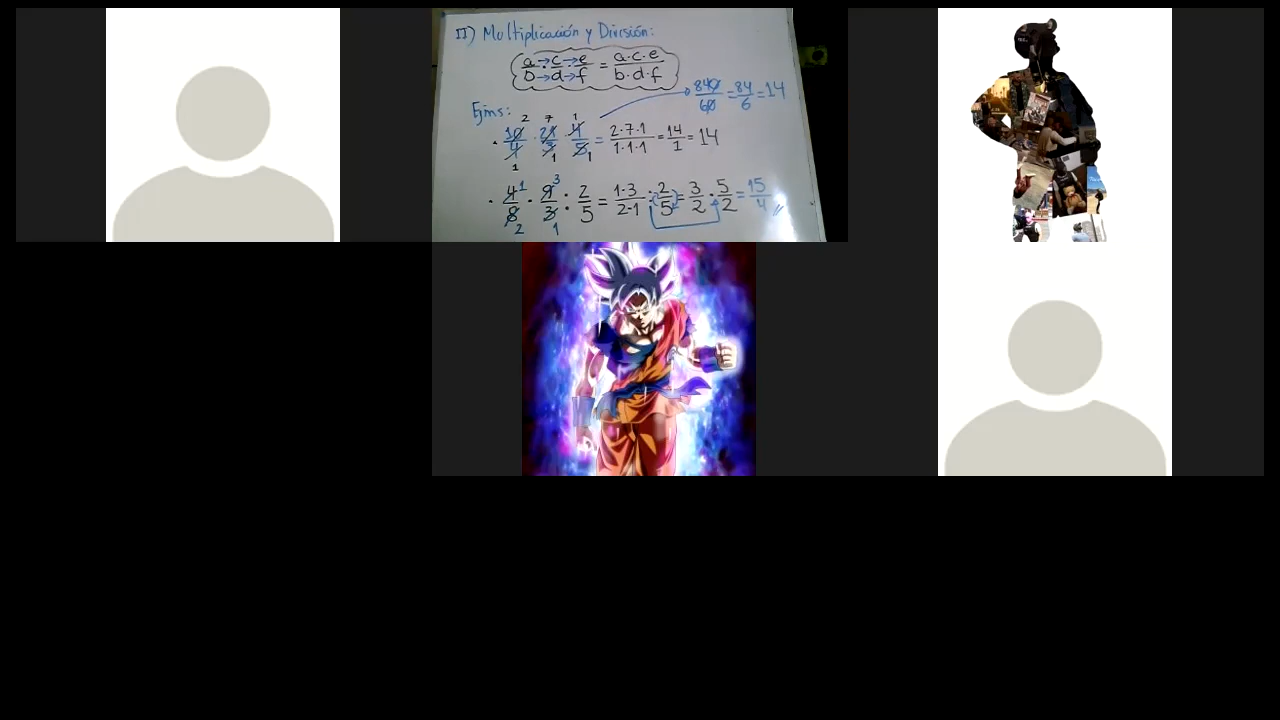 II) Multiplicación y División:
a/b → c/d → e/f = a·c·e / b·d·f
Ejms:
840/60 = 84/6 = 14
· 10/4 · 21/3 · 4/5 = 2·7·1 / 1·1·1 = 14/1 = 14
· 4/8 · 9/3 : 2/5 = 1·3 / 2·1 : 2/5 = 3/2 · 5/2 = 15/4 //